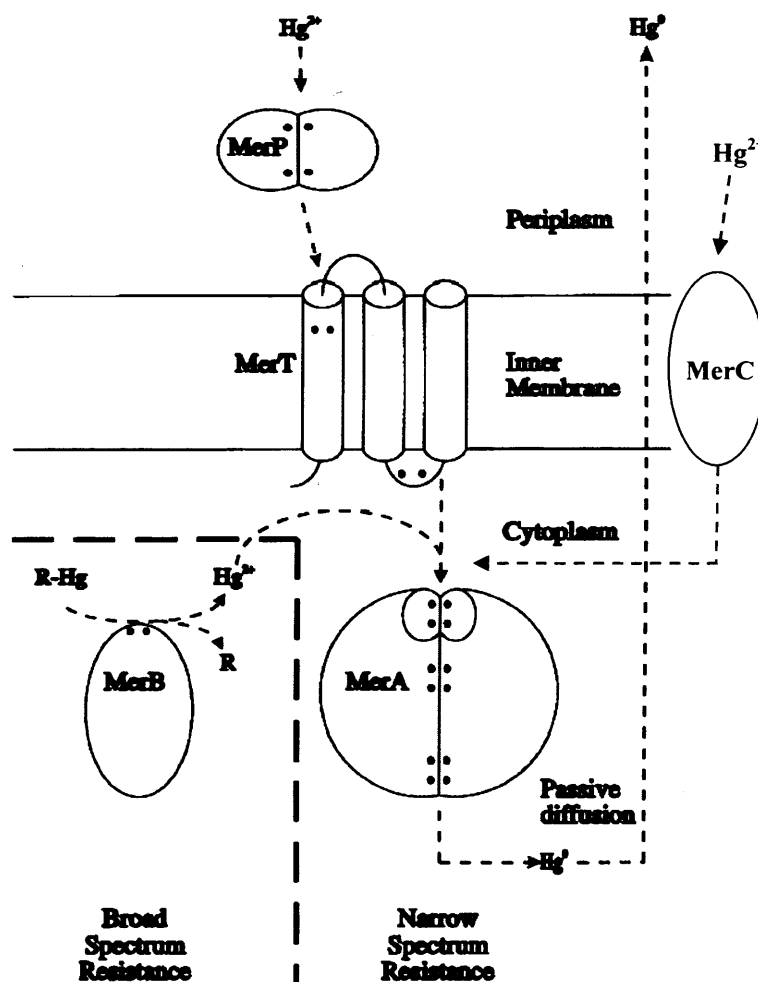 Hg²⁺
Hg⁰
MerP
Hg²⁺
Periplasm
MerT
Inner
Membrane
MerC
Cytoplasm
R-Hg
Hg²⁺
R
MerB
MerA
Passive
diffusion
Hg⁰
Broad
Spectrum
Resistance
Narrow
Spectrum
Resistance